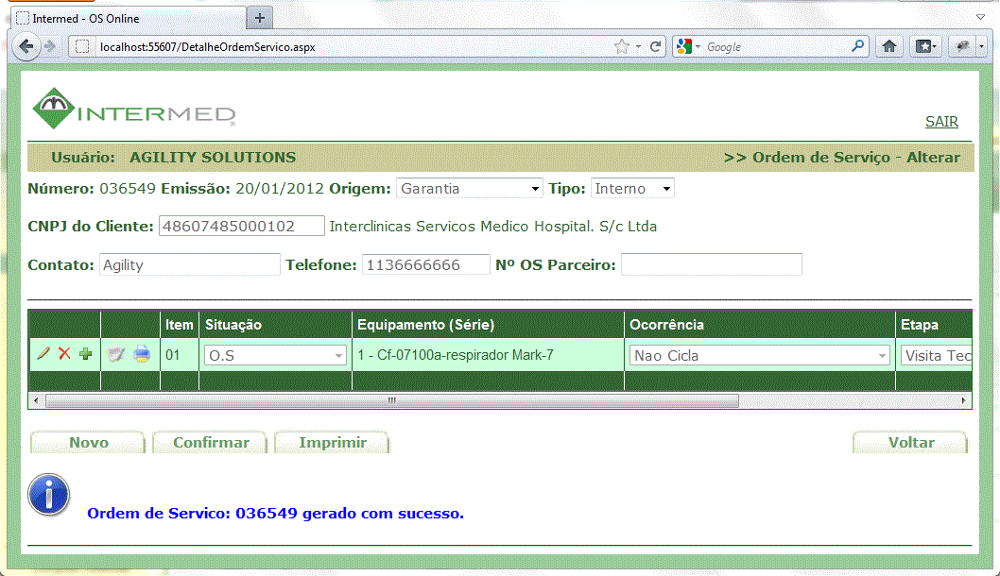 Intermed - OS Online
localhost:55607/DetalheOrdemServico.aspx Google
INTERMED
SAIR
Usuário: AGILITY SOLUTIONS >> Ordem de Serviço - Alterar
Número: 036549 Emissão: 20/01/2012 Origem: Garantia Tipo: Interno
CNPJ do Cliente: 48607485000102 Interclinicas Servicos Medico Hospital. S/c Ltda
Contato: Agility Telefone: 1136666666 Nº OS Parceiro:
Item Situação Equipamento (Série) Ocorrência Etapa
01 O.S 1 - Cf-07100a-respirador Mark-7 Nao Cicla Visita Tec
Novo Confirmar Imprimir Voltar
Ordem de Servico: 036549 gerado com sucesso.